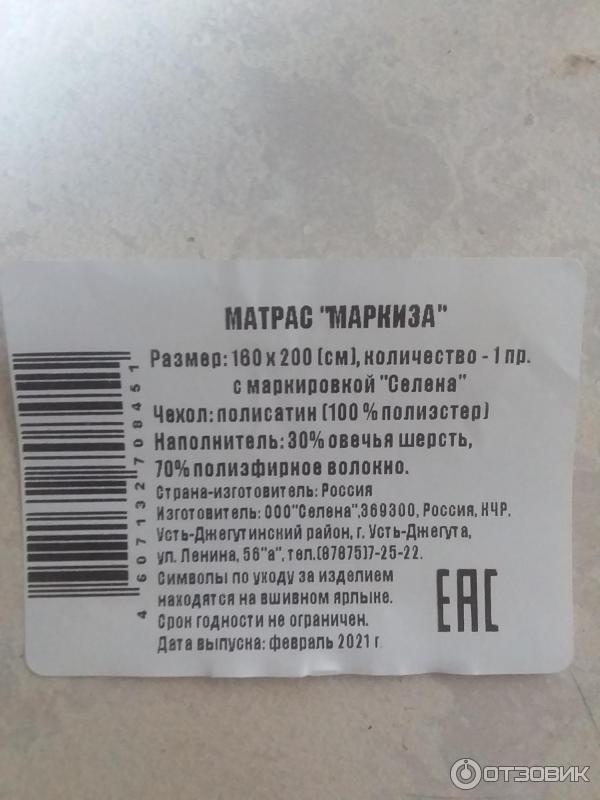 МАТРАС "МАРКИЗА"
Размер: 160 х 200 (см), количество - 1 пр.
с маркировкой "Селена"
Чехол: полисатин (100 % полиэстер)
Наполнитель: 30% овечья шерсть,
70% полиэфирное волокно.
Страна-изготовитель: Россия
Изготовитель: ООО"Селена",369300, Россия, КЧР,
Усть-Джегутинский район, г. Усть-Джегута,
ул. Ленина, 56"а", тел.(87875)7-25-22.
Символы по уходу за изделием
находятся на вшивном ярлыке.
Срок годности не ограничен.
Дата выпуска: февраль 2021 г.
EAC
4607132708451
ОТЗОВИК